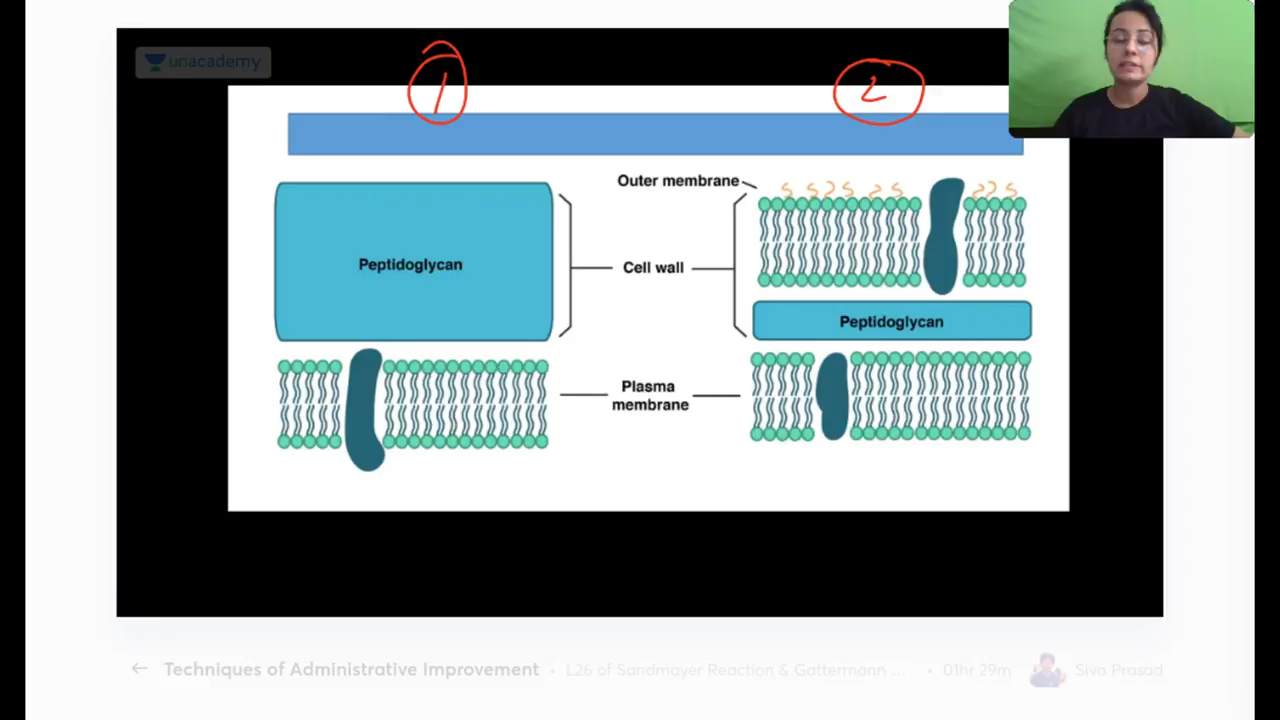 unacademy
1
2
Outer membrane
Peptidoglycan
Cell wall
Peptidoglycan
Plasma
membrane
← Techniques of Administrative Improvement • L26 of Sandmayer Reaction & Gattermann ... • 01hr 29m Siva Prasad